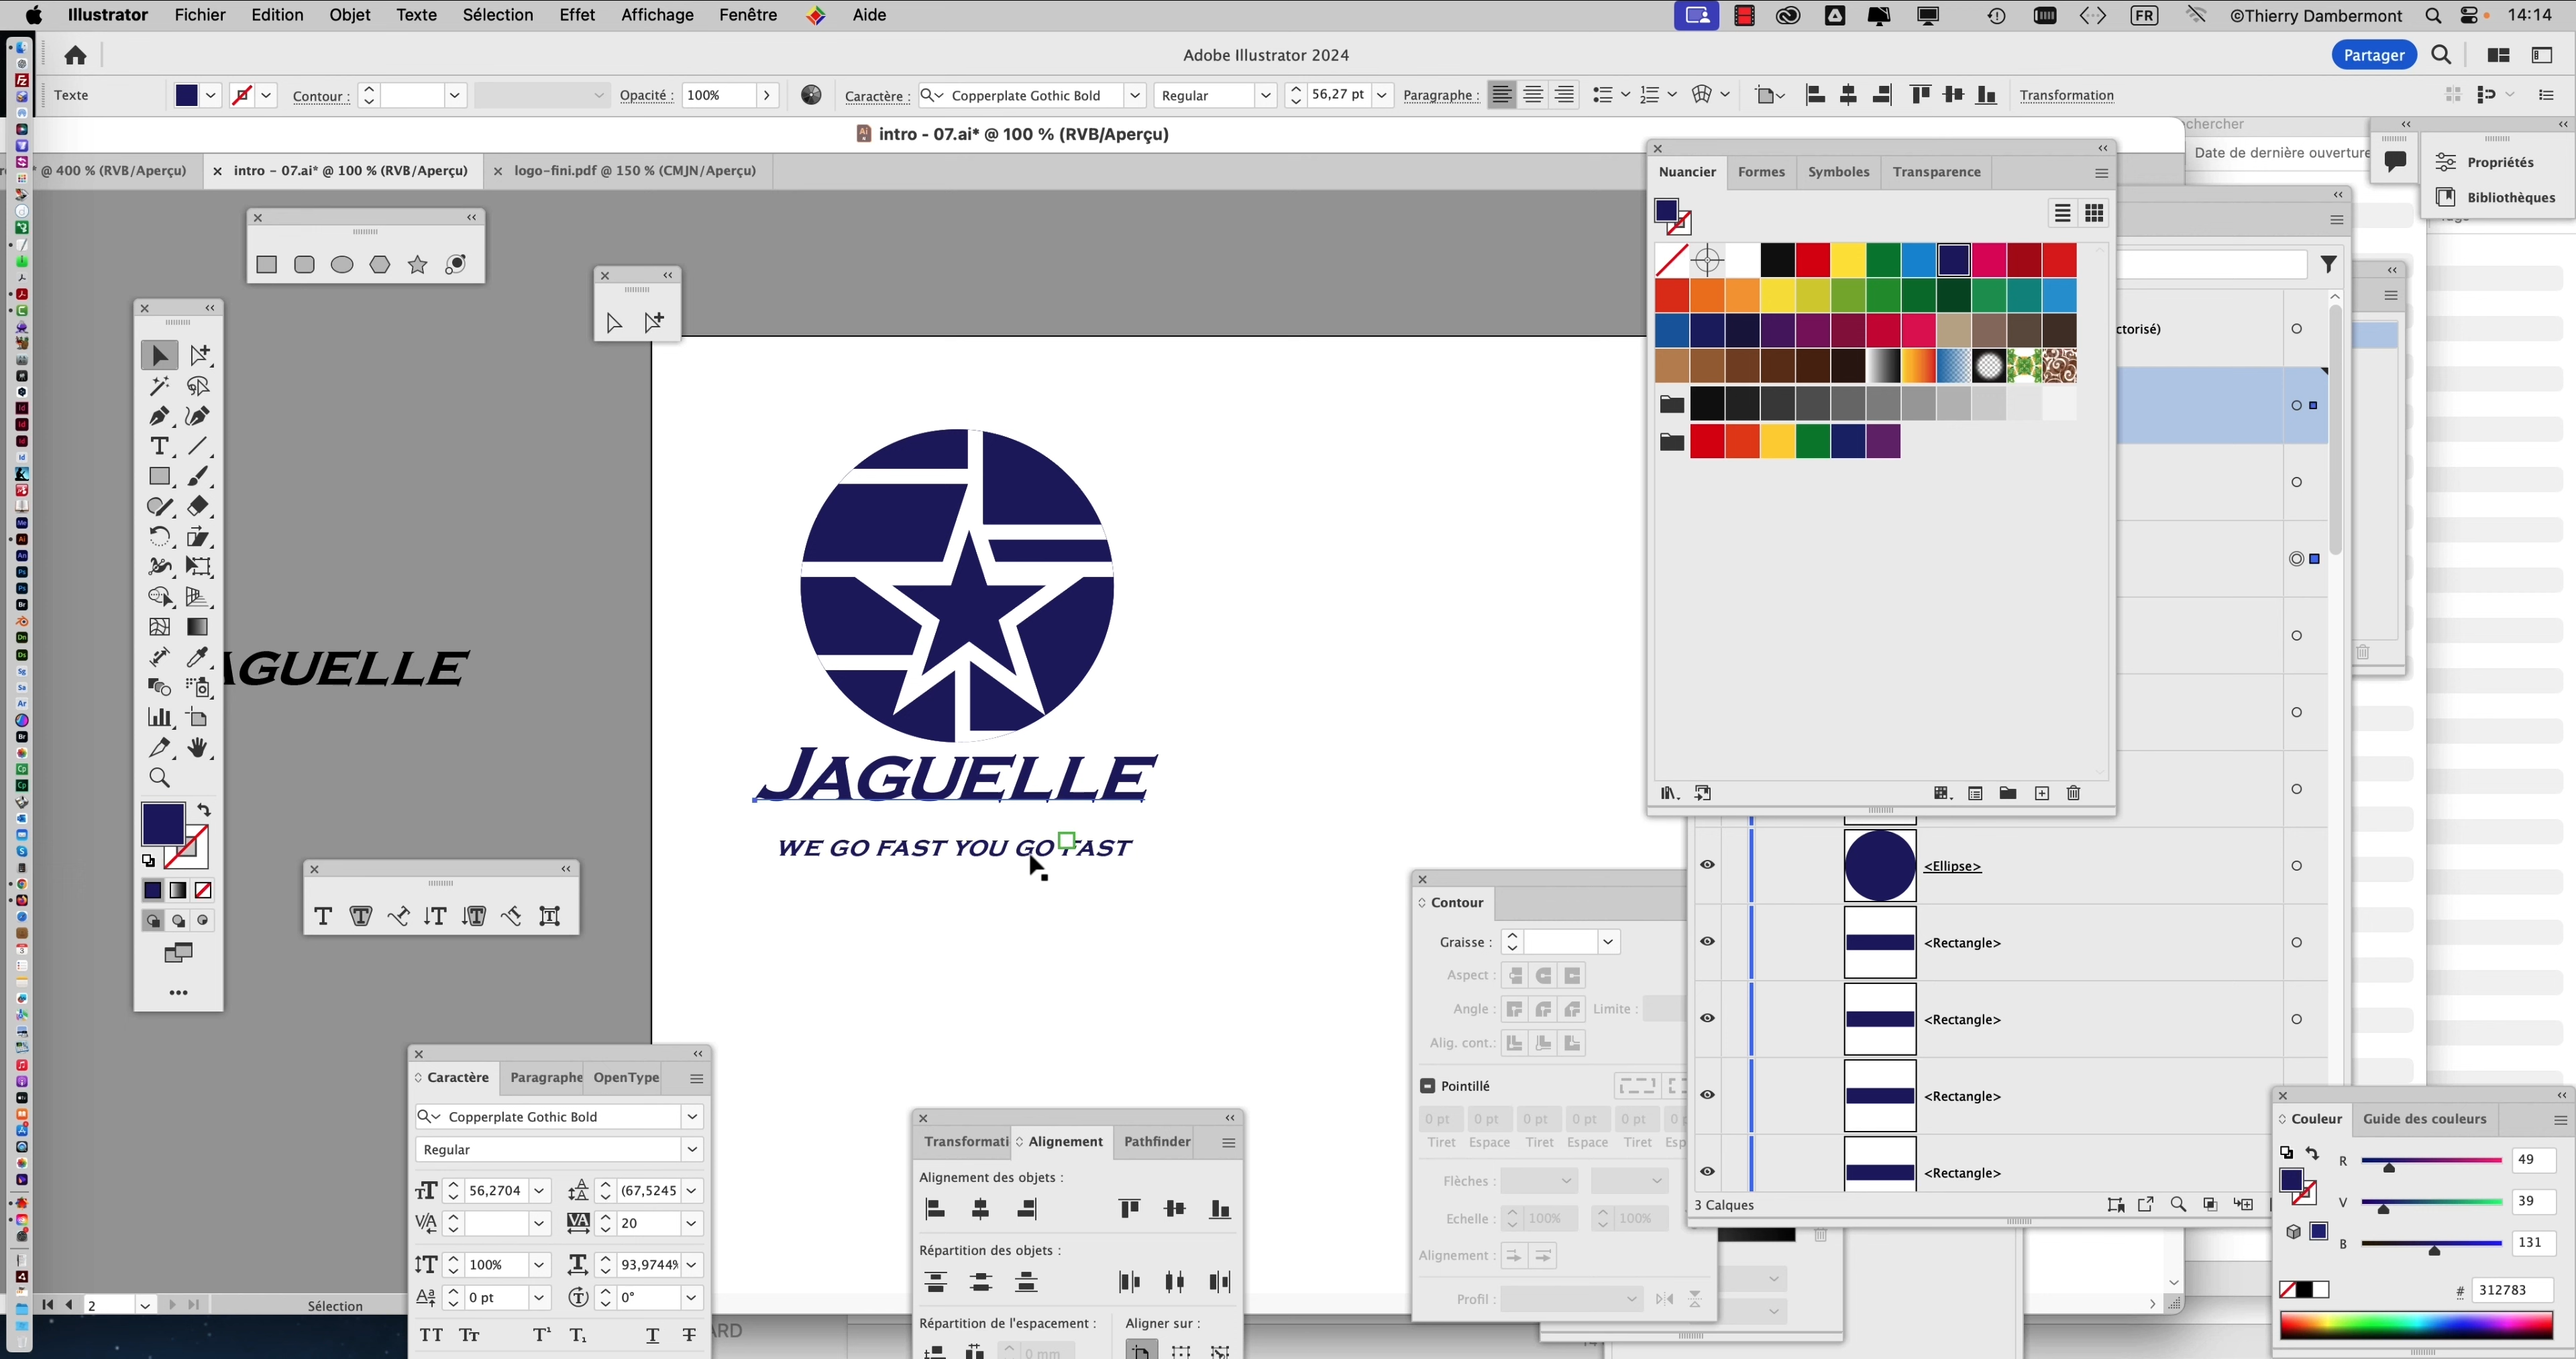 Illustrator Fichier Edition Objet Texte Sélection Effet Affichage Fenêtre Aide FR ©Thierry Dambermont 14:14
Adobe Illustrator 2024 Partager
Texte Contour : Opacité : 100% Caractère : Copperplate Gothic Bold Regular 56,27 pt Paragraphe : Transformation
intro - 07.ai* @ 100 % (RVB/Aperçu)
* @ 400 % (RVB/Aperçu) intro - 07.ai* @ 100 % (RVB/Aperçu) logo-fini.pdf @ 150 % (CMJN/Aperçu)
chercher
Date de dernière ouverture
Propriétés
Bibliothèques
Nuancier Formes Symboles Transparence
ctorisé)
AGUELLE
JAGUELLE
WE GO FAST YOU GO FAST
<Ellipse>
<Rectangle>
<Rectangle>
<Rectangle>
<Rectangle>
3 Calques
Contour
Graisse :
Aspect :
Angle : Limite :
Alig. cont.:
Pointillé
0 pt 0 pt 0 pt 0 pt 0 pt 0 p
Tiret Espace Tiret Espace Tiret Esp
Flèches :
Echelle : 100% 100%
Alignement :
Profil :
Caractère Paragraphe OpenType
Copperplate Gothic Bold
Regular
56,2704 (67,5245
20
100% 93,9744%
0 pt 0°
Transformati Alignement Pathfinder
Alignement des objets :
Répartition des objets :
Répartition de l'espacement : Aligner sur :
0 mm
Couleur Guide des couleurs
R 49
V 39
B 131
# 312783
2 Sélection
ARD